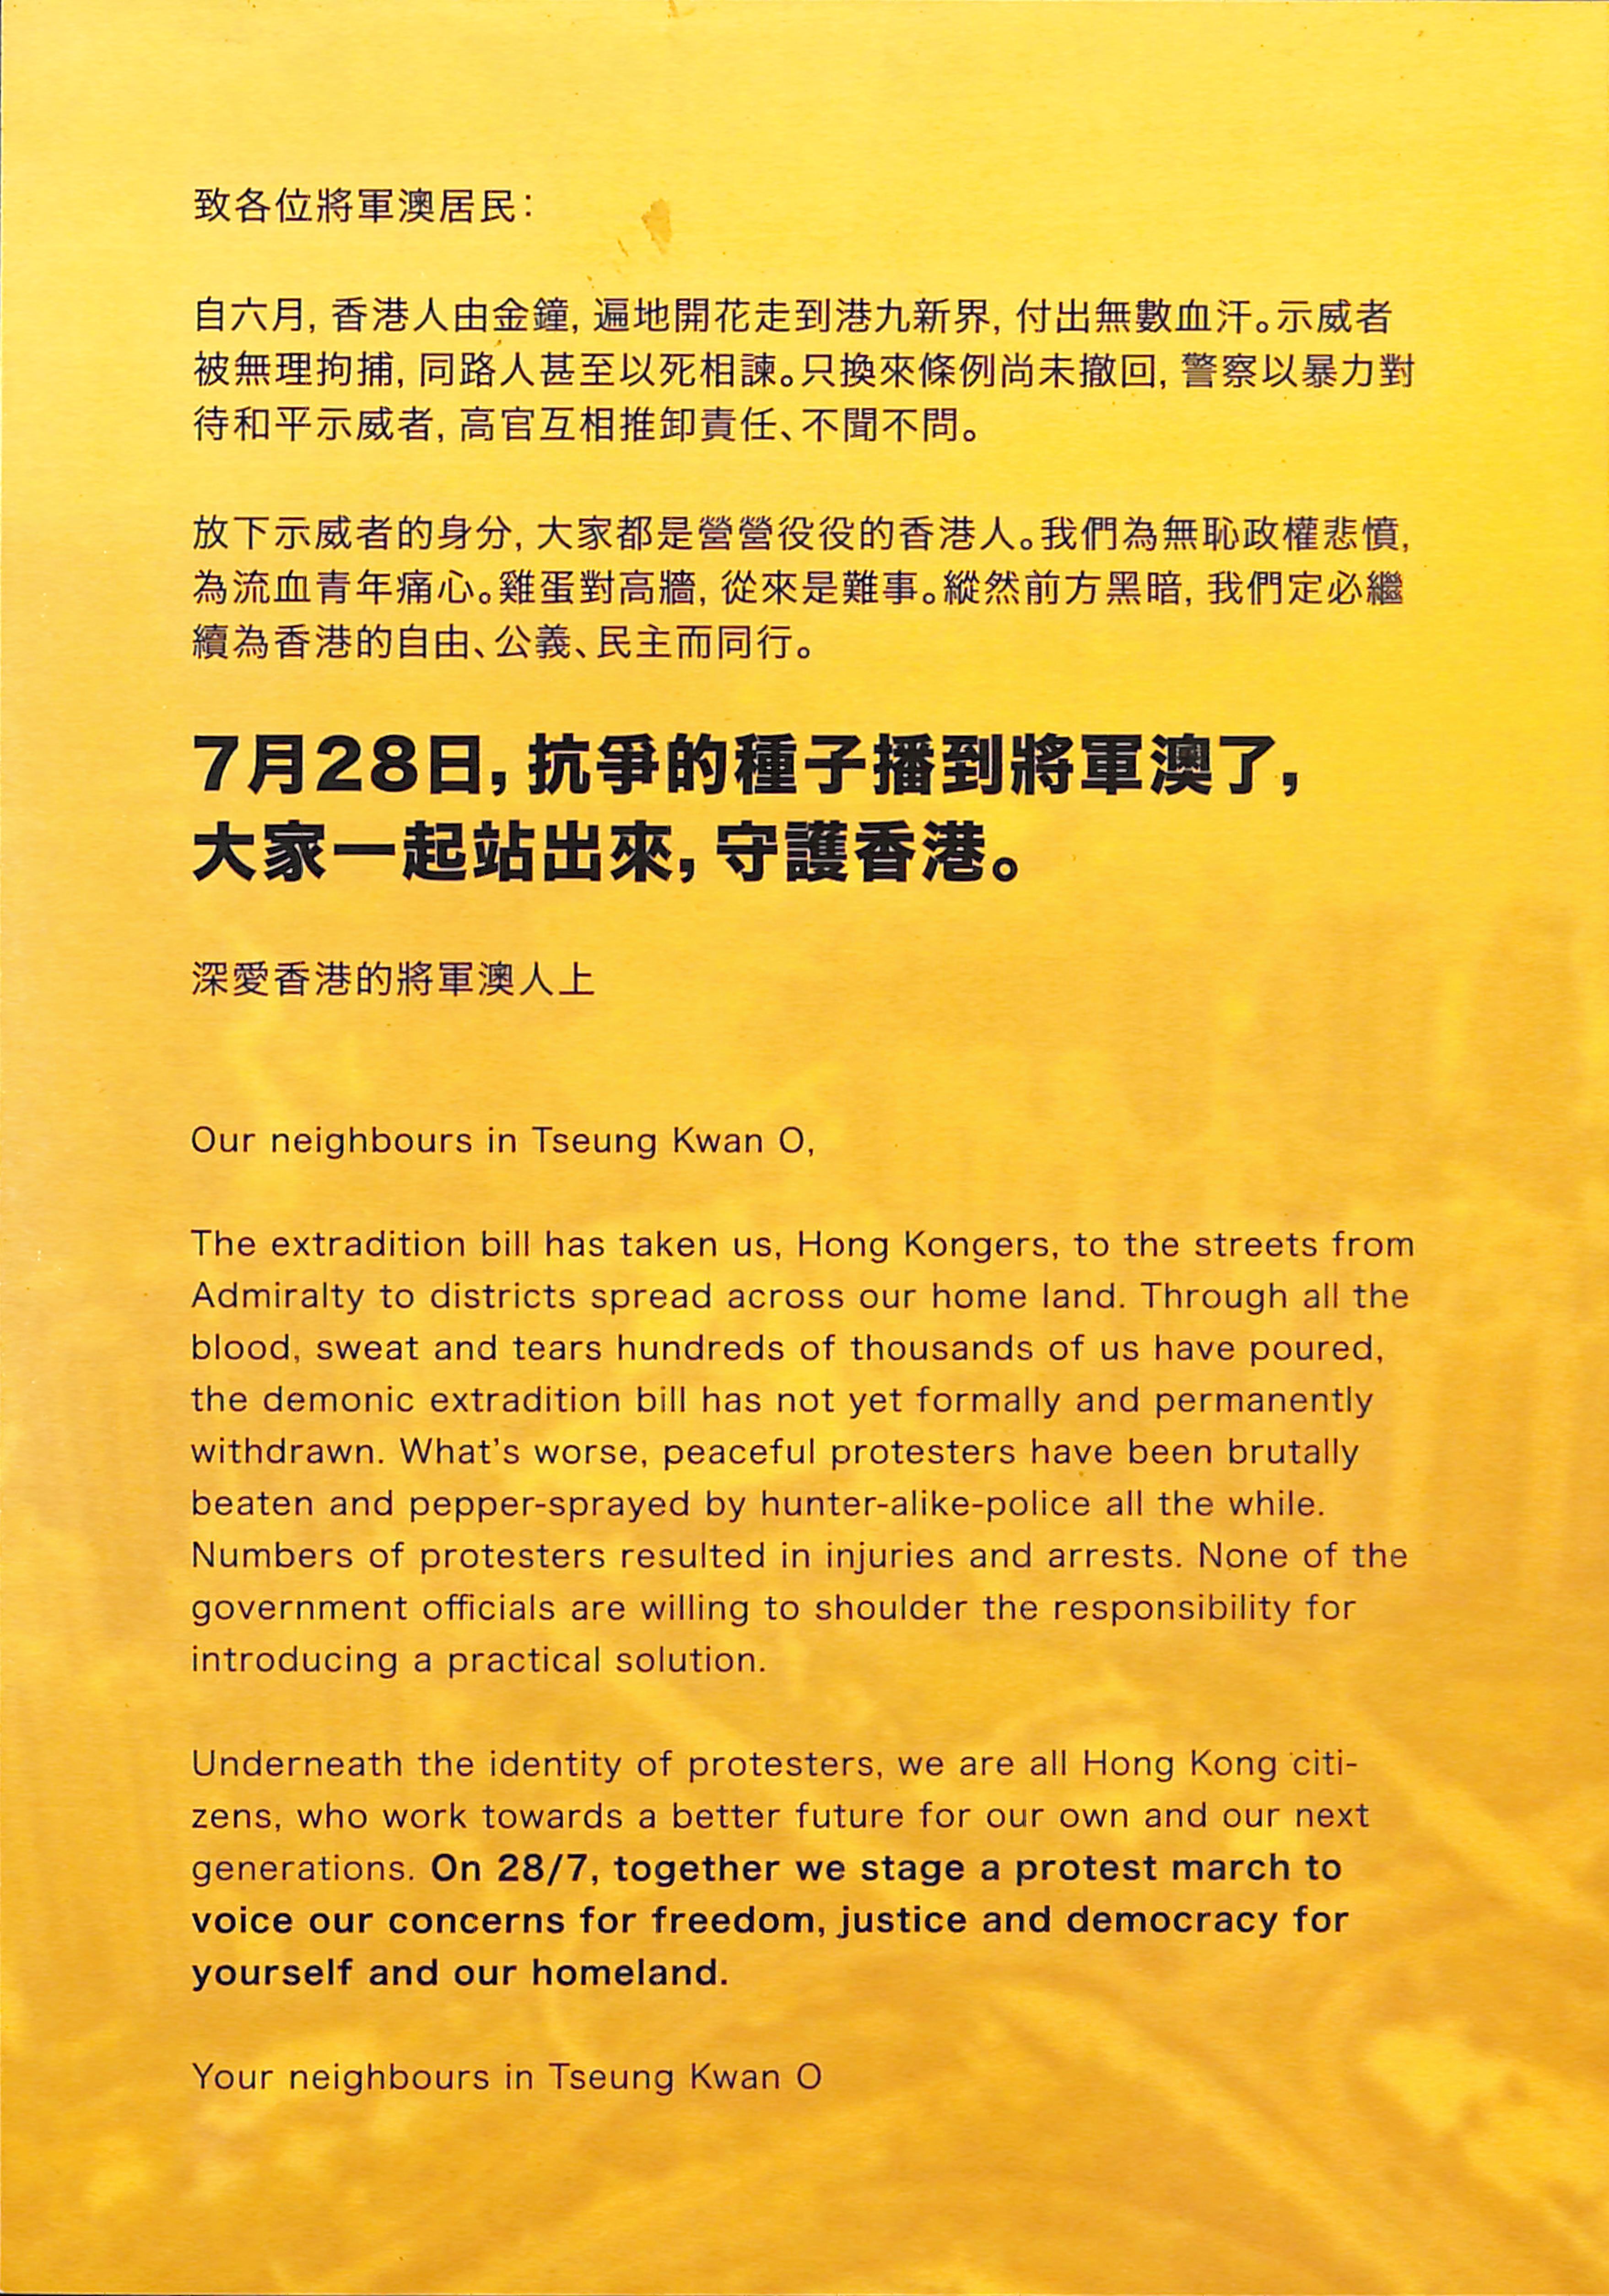 致各位將軍澳居民：
自六月，香港人由金鐘，遍地開花走到港九新界，付出無數血汗。示威者
被無理拘捕，同路人甚至以死相諫。只換來條例尚未撤回，警察以暴力對
待和平示威者，高官互相推卸責任、不聞不問。
放下示威者的身分，大家都是營營役役的香港人。我們為無恥政權悲憤，
為流血青年痛心。雞蛋對高牆，從來是難事。縱然前方黑暗，我們定必繼
續為香港的自由、公義、民主而同行。
7月28日，抗爭的種子播到將軍澳了，
大家一起站出來，守護香港。
深愛香港的將軍澳人上
Our neighbours in Tseung Kwan O,
The extradition bill has taken us, Hong Kongers, to the streets from
Admiralty to districts spread across our home land. Through all the
blood, sweat and tears hundreds of thousands of us have poured,
the demonic extradition bill has not yet formally and permanently
withdrawn. What's worse, peaceful protesters have been brutally
beaten and pepper-sprayed by hunter-alike-police all the while.
Numbers of protesters resulted in injuries and arrests. None of the
government officials are willing to shoulder the responsibility for
introducing a practical solution.
Underneath the identity of protesters, we are all Hong Kong citi-
zens, who work towards a better future for our own and our next
generations. On 28/7, together we stage a protest march to
voice our concerns for freedom, justice and democracy for
yourself and our homeland.
Your neighbours in Tseung Kwan O